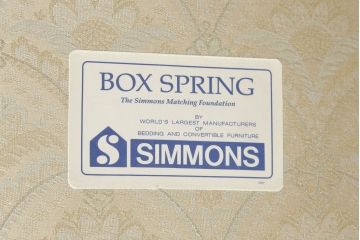 BOX SPRING
The Simmons Matching Foundation
BY
WORLD'S LARGEST MANUFACTURERS
OF
BEDDING AND CONVERTIBLE FURNITURE
S SIMMONS